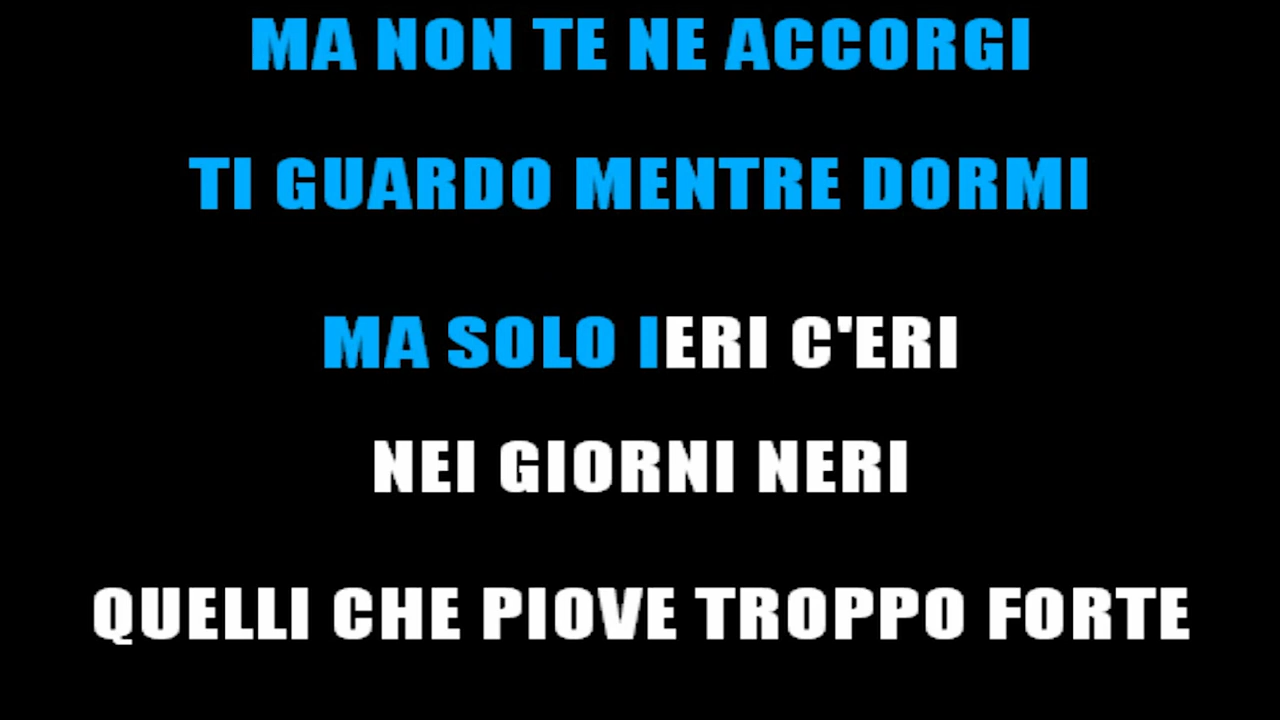 MA NON TE NE ACCORGI
TI GUARDO MENTRE DORMI
MA SOLO IERI C'ERI
NEI GIORNI NERI
QUELLI CHE PIOVE TROPPO FORTE